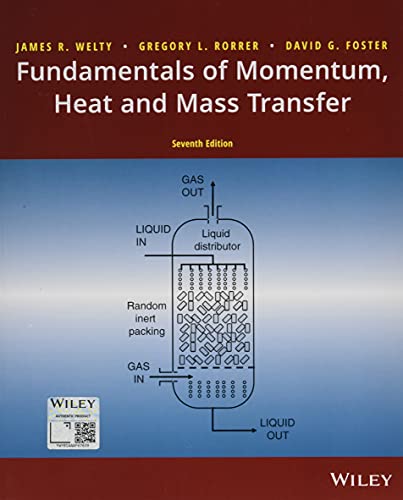 JAMES R. WELTY • GREGORY L. RORRER • DAVID G. FOSTER
Fundamentals of Momentum,
Heat and Mass Transfer
Seventh Edition
GAS
OUT
LIQUID
IN
Liquid
distributor
Random
inert
packing
GAS
IN
LIQUID
OUT
WILEY
AUTHENTIC PRODUCT
WILEY